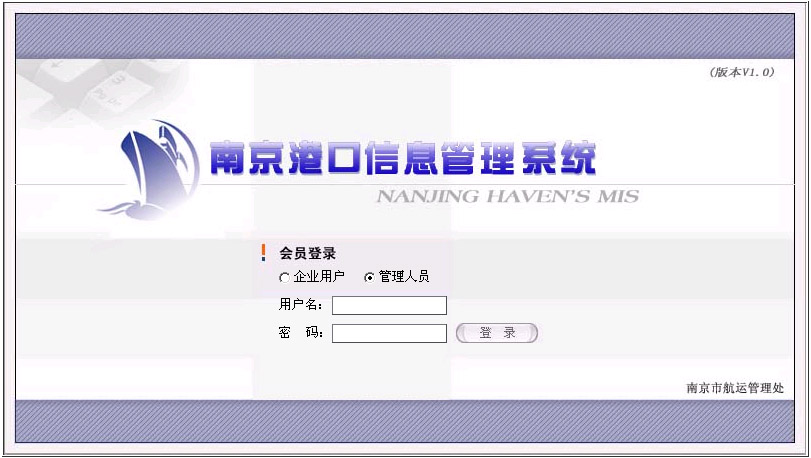 (版本V1.0)
南京港口信息管理系统
NANJING HAVEN'S MIS
会员登录
企业用户 管理人员
用户名：
密 码： 登 录
南京市航运管理处